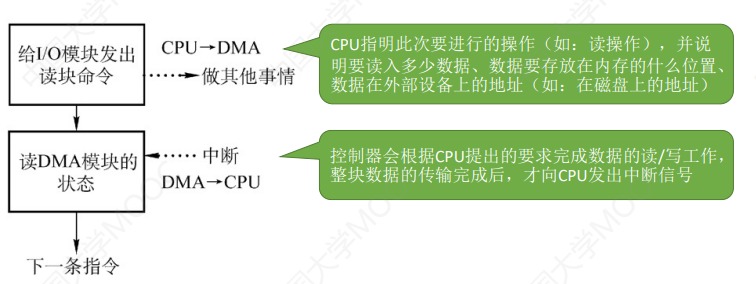 给I/O模块发出
读块命令
CPU→DMA
做其他事情
CPU指明此次要进行的操作（如：读操作），并说
明要读入多少数据、数据要存放在内存的什么位置、
数据在外部设备上的地址（如：在磁盘上的地址）
读DMA模块的
状态
中断
DMA→CPU
控制器会根据CPU提出的要求完成数据的读/写工作，
整块数据的传输完成后，才向CPU发出中断信号
下一条指令